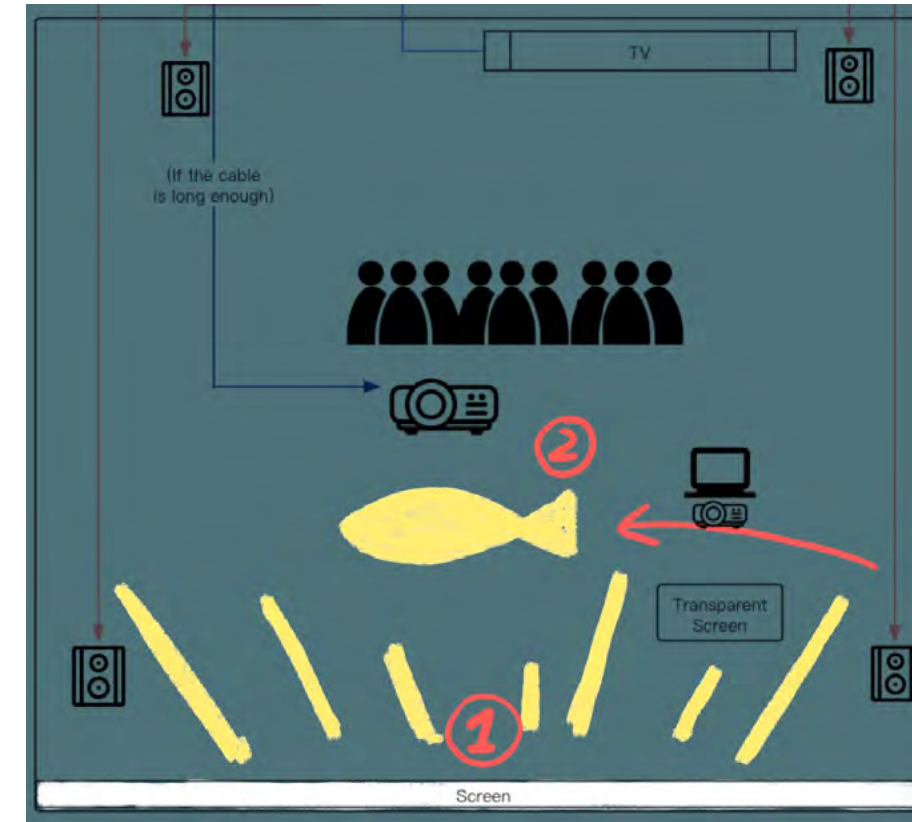 TV
(If the cable
is long enough)
2
Transparent
Screen
1
Screen